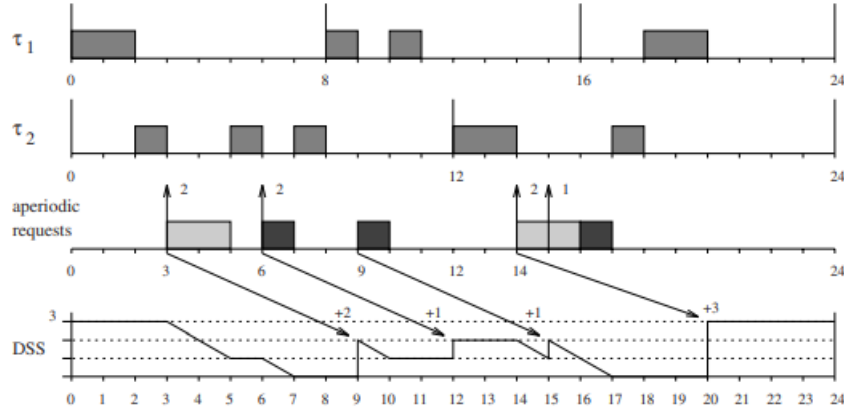 τ1
0 8 16 24
τ2
0 12 24
2 2 2 1
aperiodic
requests
0 3 6 9 12 14 24
+2 +1 +1 +3
3
DSS
0 1 2 3 4 5 6 7 8 9 10 11 12 13 14 15 16 17 18 19 20 21 22 23 24